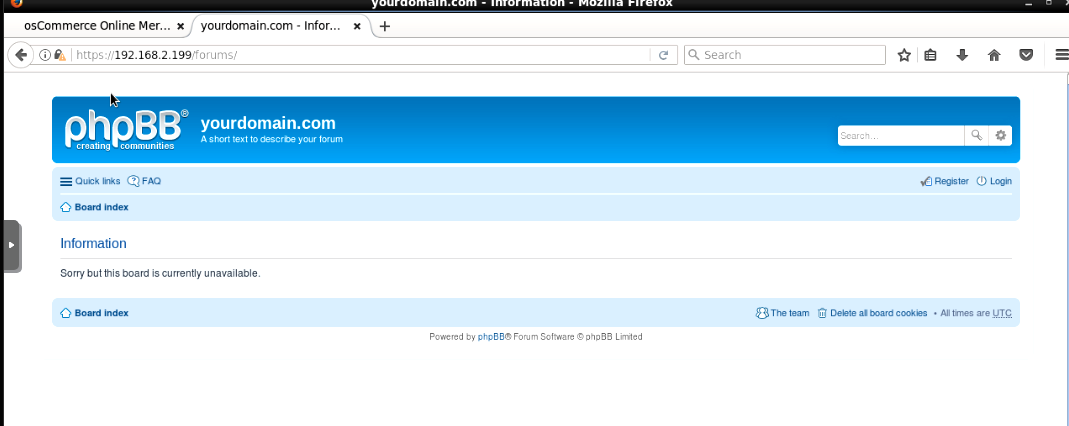 yourdomain.com - Information - Mozilla Firefox
osCommerce Online Mer...
yourdomain.com - Infor...
https://192.168.2.199/forums/
Search
phpBB®
creating communities
yourdomain.com
A short text to describe your forum
Search...
Quick links
FAQ
Register
Login
Board index
Information
Sorry but this board is currently unavailable.
Board index
The team
Delete all board cookies
• All times are UTC
Powered by phpBB® Forum Software © phpBB Limited